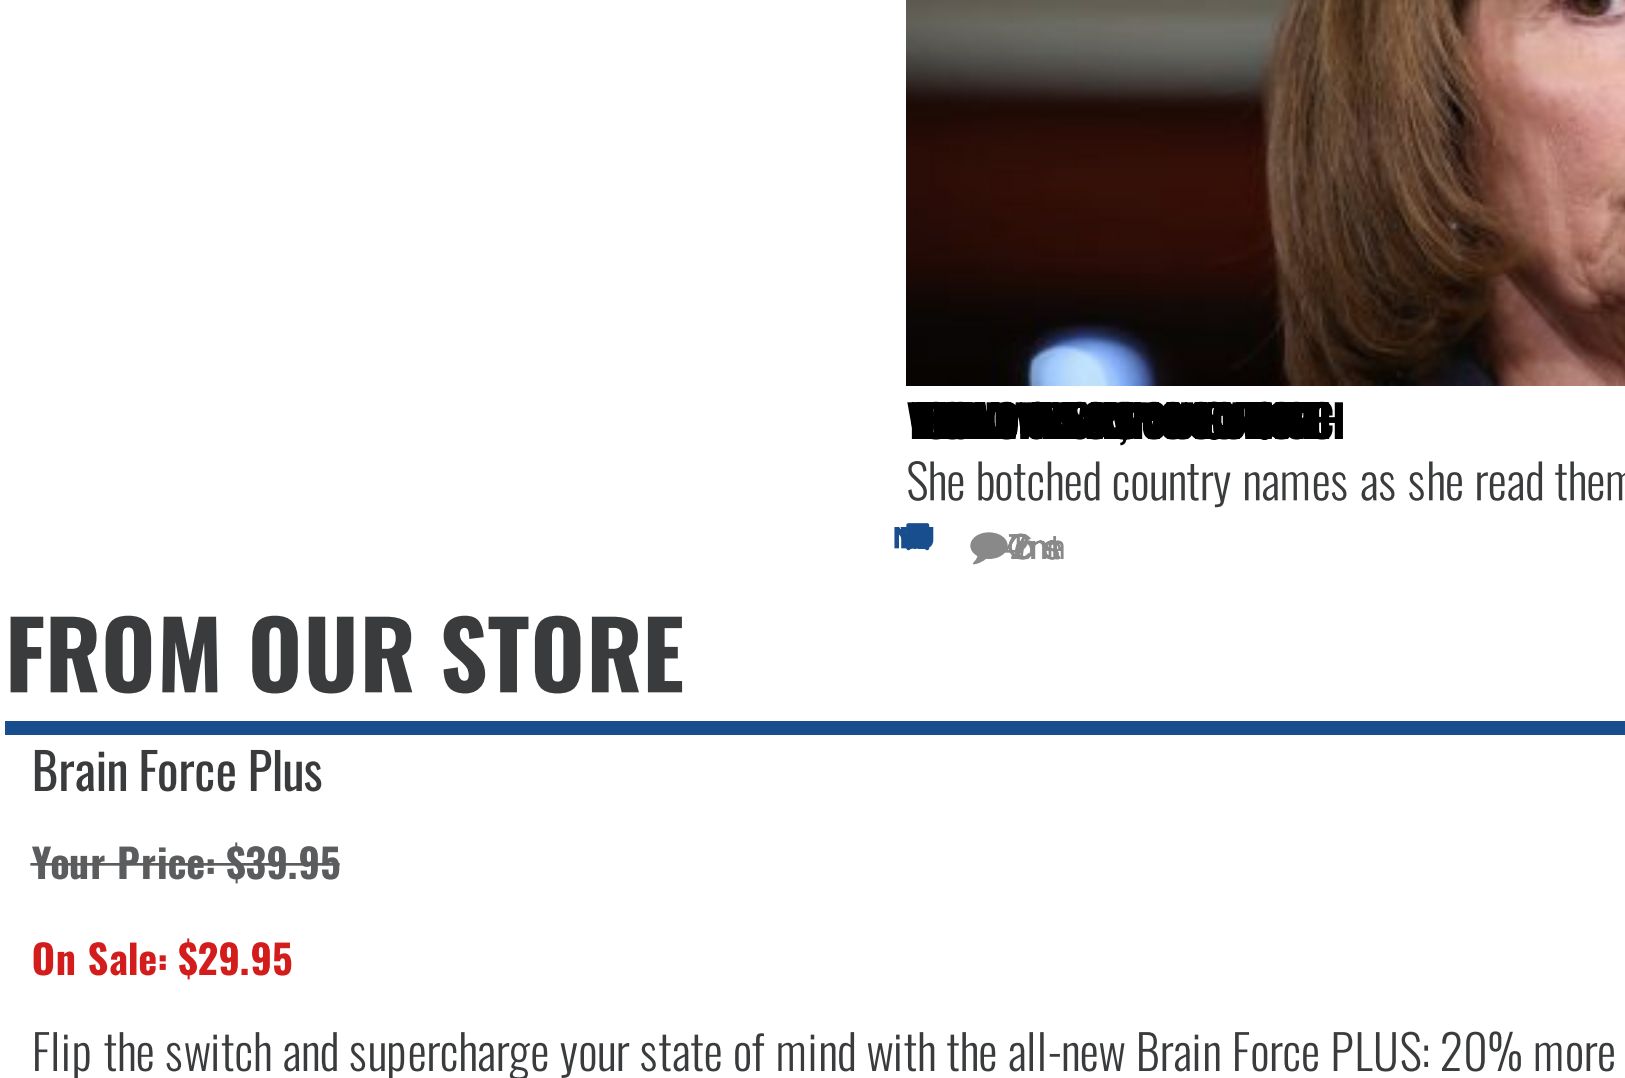 She botched country names as she read them
FROM OUR STORE
Brain Force Plus
Your Price: $39.95
On Sale: $29.95
Flip the switch and supercharge your state of mind with the all-new Brain Force PLUS: 20% more